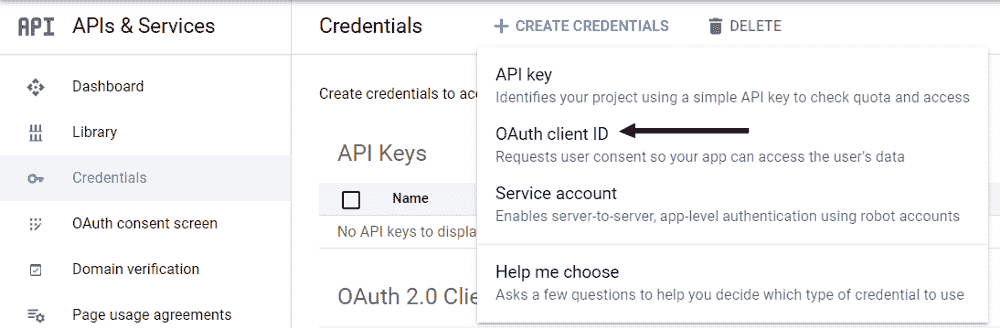 API APIs & Services
Credentials
+ CREATE CREDENTIALS
DELETE
Dashboard
Library
Credentials
OAuth consent screen
Domain verification
Page usage agreements
Create credentials to acc
API Keys
Name
No API keys to displa
OAuth 2.0 Clie
API key
Identifies your project using a simple API key to check quota and access
OAuth client ID
Requests user consent so your app can access the user's data
Service account
Enables server-to-server, app-level authentication using robot accounts
Help me choose
Asks a few questions to help you decide which type of credential to use